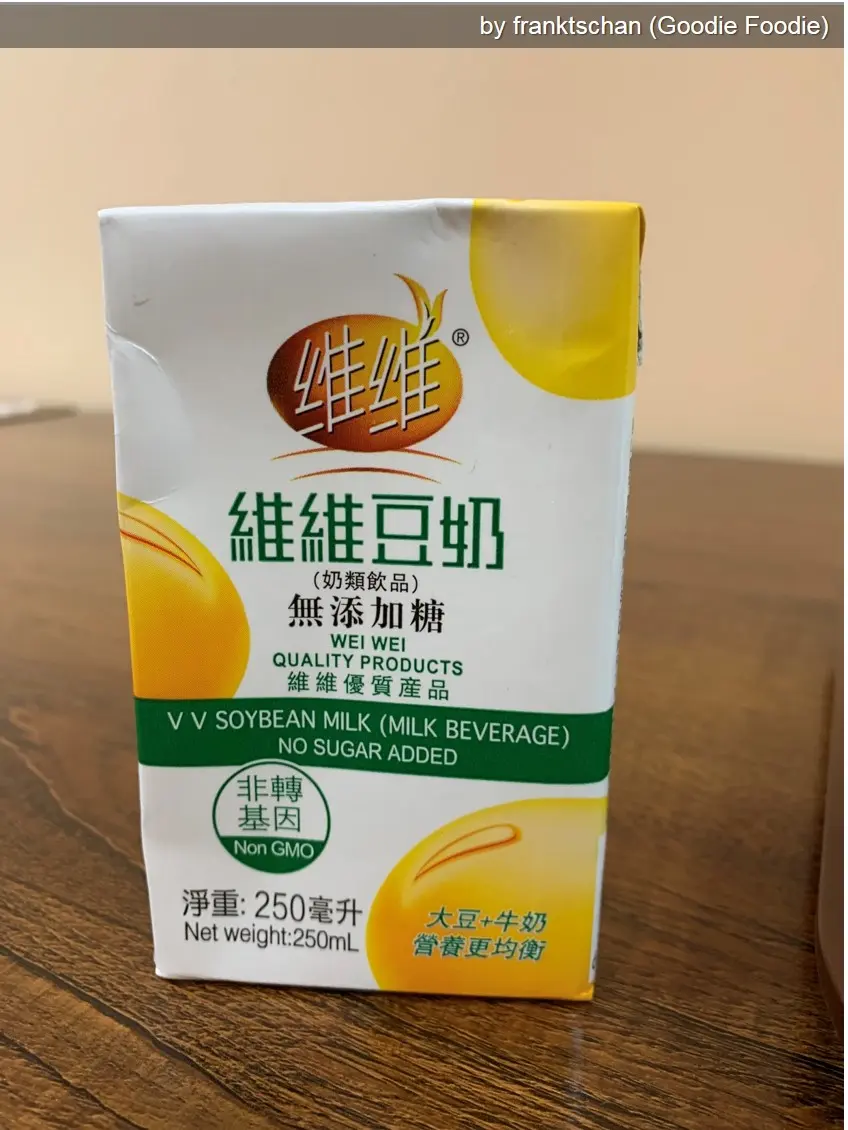 by franktschan (Goodie Foodie)
维维®
維維豆奶
(奶類飲品)
無添加糖
WEI WEI
QUALITY PRODUCTS
維維優質產品
V V SOYBEAN MILK (MILK BEVERAGE)
NO SUGAR ADDED
非轉
基因
Non GMO
淨重: 250毫升
Net weight:250mL
大豆+牛奶
營養更均衡